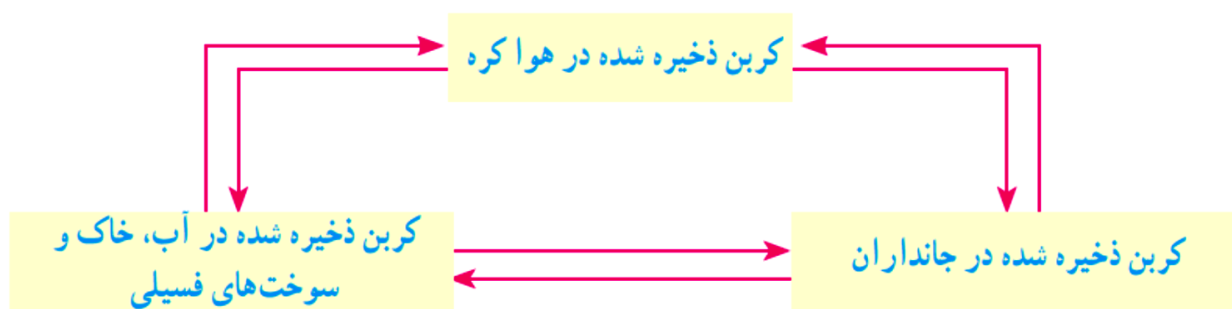 کربن ذخیره شده در هوا کره
کربن ذخیره شده در جانداران
کربن ذخیره شده در آب، خاک و
سوخت‌های فسیلی